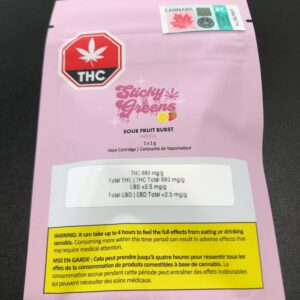 CANNABIS
BC
THC
Sticky
Greens
SOUR FRUIT BURST
1 x 1 g
Vape Cartridge | Cartouche de Vaporisateur
THC 880 mg/g
Total THC | THC Total 880 mg/g
CBD <2.5 mg/g
Total CBD | CBD Total <2.5 mg/g
WARNING: It can take up to 4 hours to feel the full effects from eating or drinking
cannabis. Consuming more within this time period can result in adverse effects that
may require medical attention.
MISE EN GARDE : Cela peut prendre jusqu'à quatre heures pour ressentir tous les
effets de la consommation de produits comestibles à base de cannabis. La
consommation accrue pendant cette période peut entraîner des effets indésirables
qui peuvent nécessiter des soins médicaux.